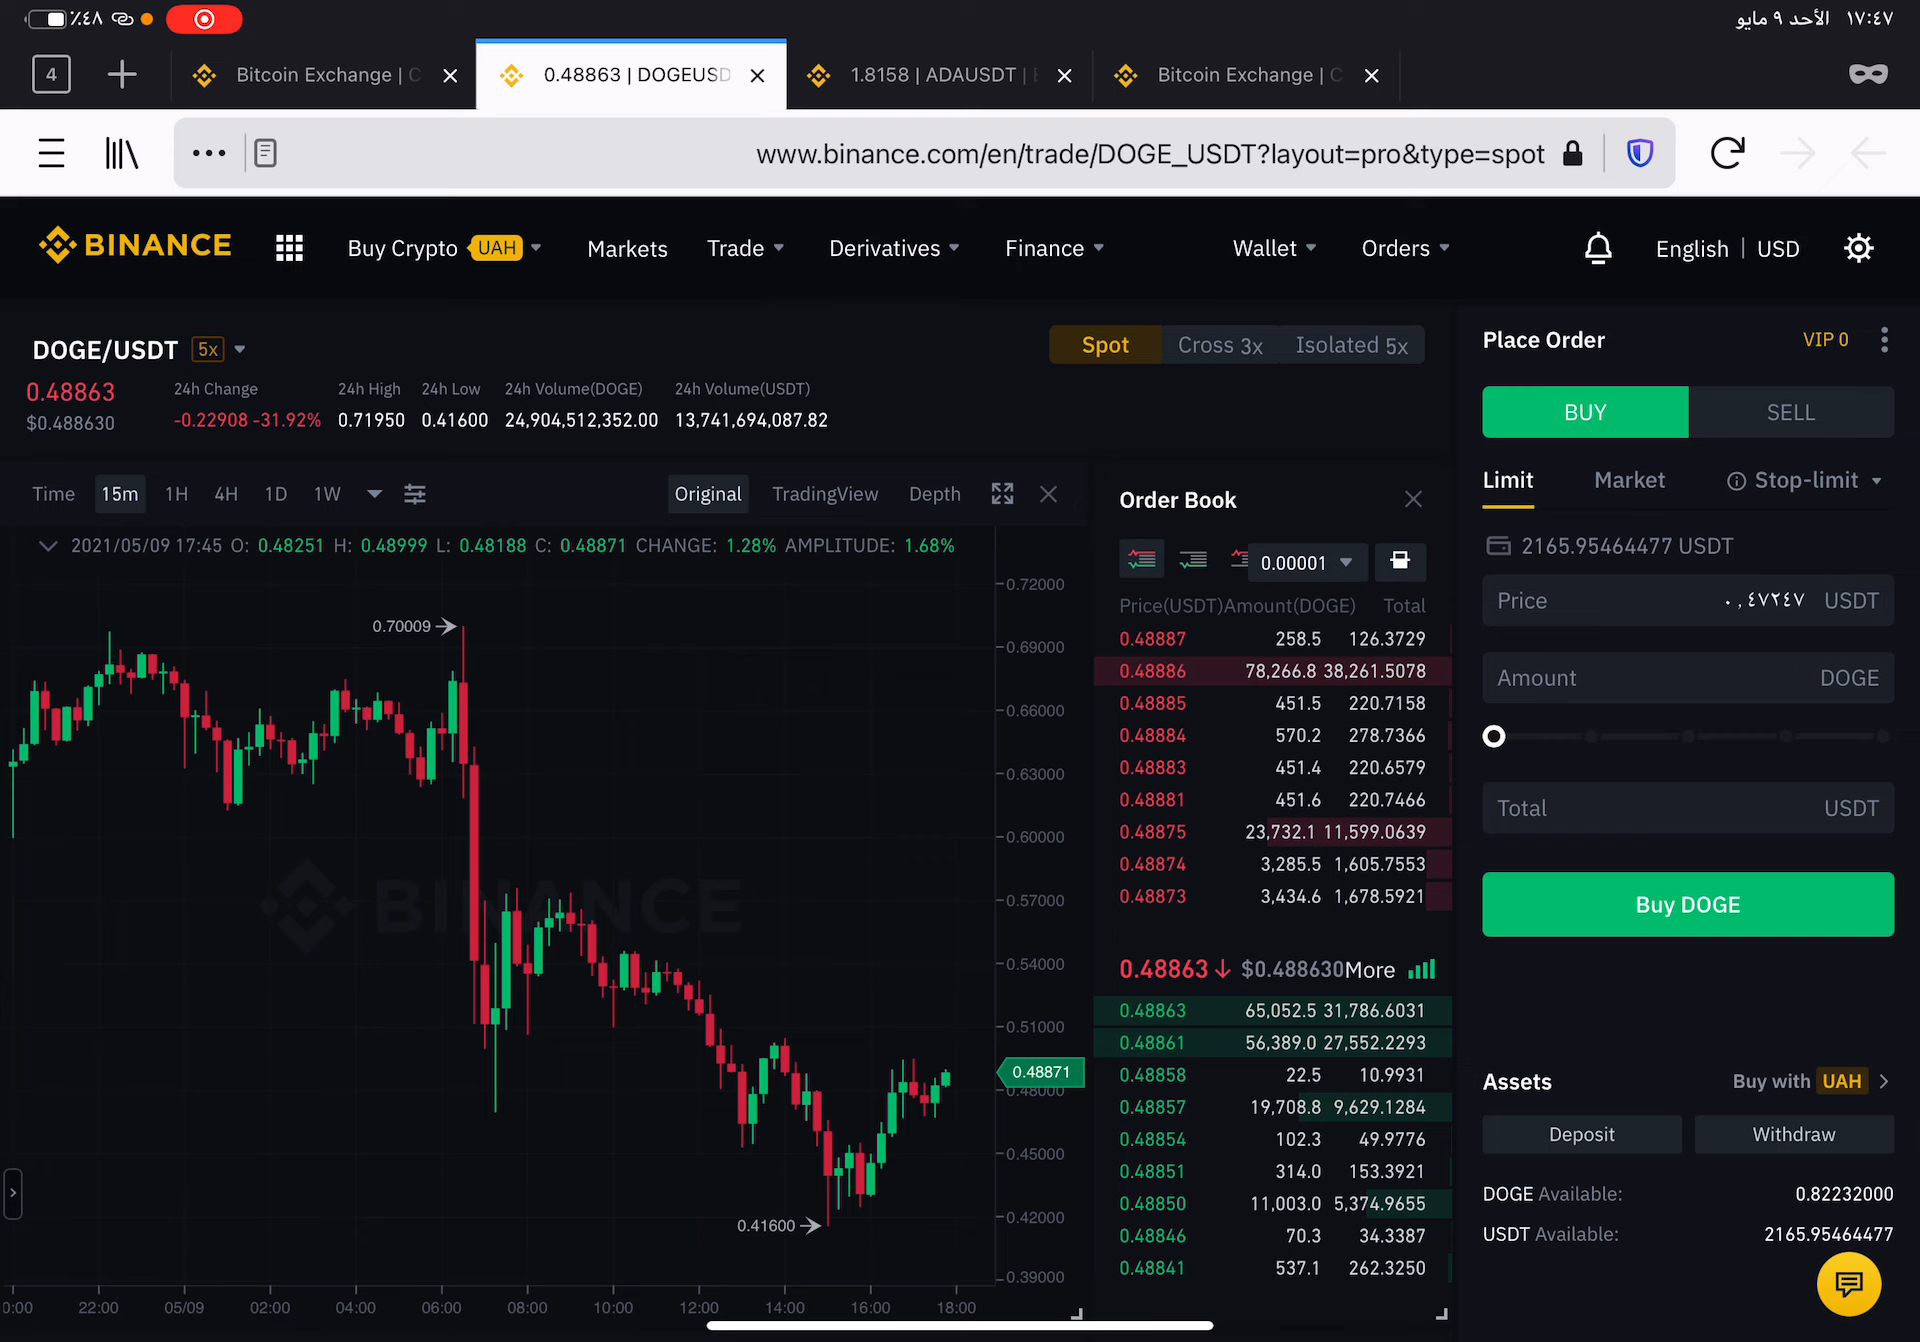 ٪٤٨
الأحد ٩ مايو ١٧:٤٧
4
Bitcoin Exchange | C
0.48863 | DOGEUSD
1.8158 | ADAUSDT |
Bitcoin Exchange | C
www.binance.com/en/trade/DOGE_USDT?layout=pro&type=spot
BINANCE
Buy Crypto UAH
Markets
Trade
Derivatives
Finance
Wallet
Orders
English | USD
DOGE/USDT 5x
Spot Cross 3x Isolated 5x
0.48863
$0.488630
24h Change
-0.22908 -31.92%
24h High
0.71950
24h Low
0.41600
24h Volume(DOGE)
24,904,512,352.00
24h Volume(USDT)
13,741,694,087.82
Time 15m 1H 4H 1D 1W
Original TradingView Depth
2021/05/09 17:45 O: 0.48251 H: 0.48999 L: 0.48188 C: 0.48871 CHANGE: 1.28% AMPLITUDE: 1.68%
0.70009
0.41600
BINANCE
0.72000
0.69000
0.66000
0.63000
0.60000
0.57000
0.54000
0.51000
0.48871
0.48000
0.45000
0.42000
0.39000
0:00 22:00 05/09 02:00 04:00 06:00 08:00 10:00 12:00 14:00 16:00 18:00
Order Book
0.00001
Price(USDT) Amount(DOGE) Total
0.48887 258.5 126.3729
0.48886 78,266.8 38,261.5078
0.48885 451.5 220.7158
0.48884 570.2 278.7366
0.48883 451.4 220.6579
0.48881 451.6 220.7466
0.48875 23,732.1 11,599.0639
0.48874 3,285.5 1,605.7553
0.48873 3,434.6 1,678.5921
0.48863 $0.488630 More
0.48863 65,052.5 31,786.6031
0.48861 56,389.0 27,552.2293
0.48858 22.5 10.9931
0.48857 19,708.8 9,629.1284
0.48854 102.3 49.9776
0.48851 314.0 153.3921
0.48850 11,003.0 5,374.9655
0.48846 70.3 34.3387
0.48841 537.1 262.3250
Place Order VIP 0
BUY SELL
Limit Market Stop-limit
2165.95464477 USDT
Price ٠,٤٧٢٤٧ USDT
Amount DOGE
Total USDT
Buy DOGE
Assets Buy with UAH
Deposit Withdraw
DOGE Available: 0.82232000
USDT Available: 2165.95464477